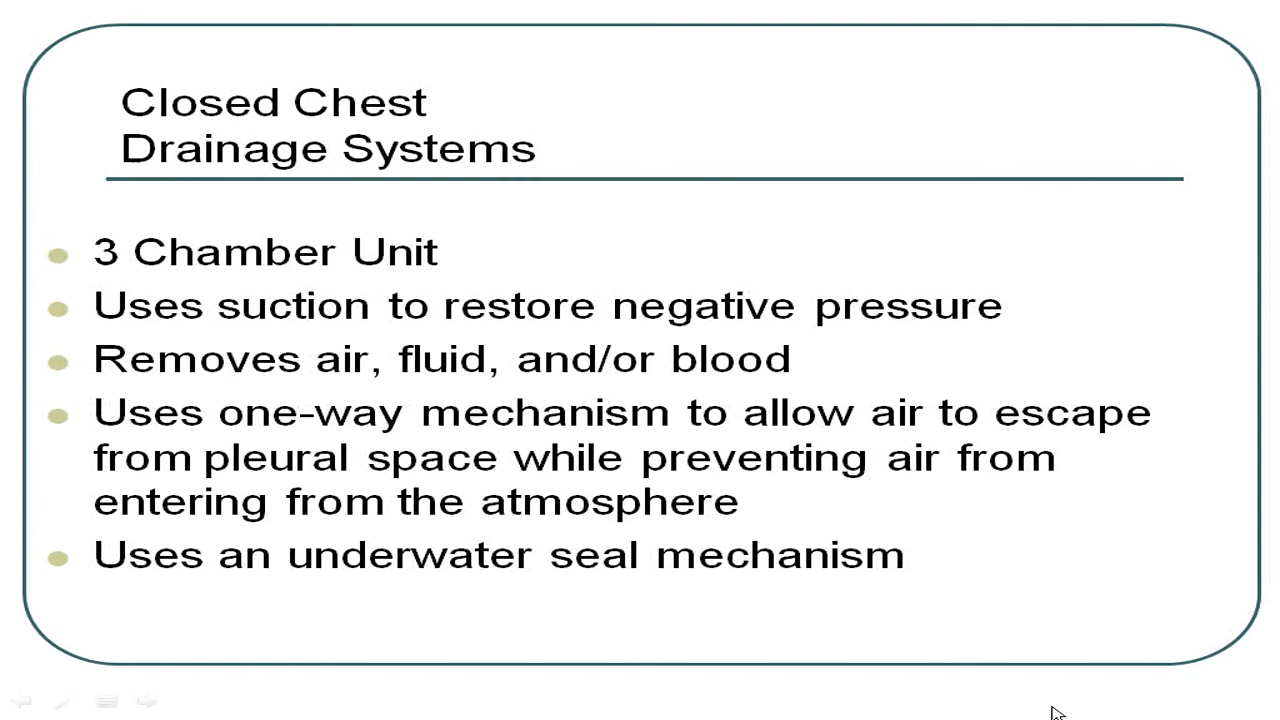 Closed Chest
Drainage Systems
3 Chamber Unit
Uses suction to restore negative pressure
Removes air, fluid, and/or blood
Uses one-way mechanism to allow air to escape
from pleural space while preventing air from
entering from the atmosphere
Uses an underwater seal mechanism